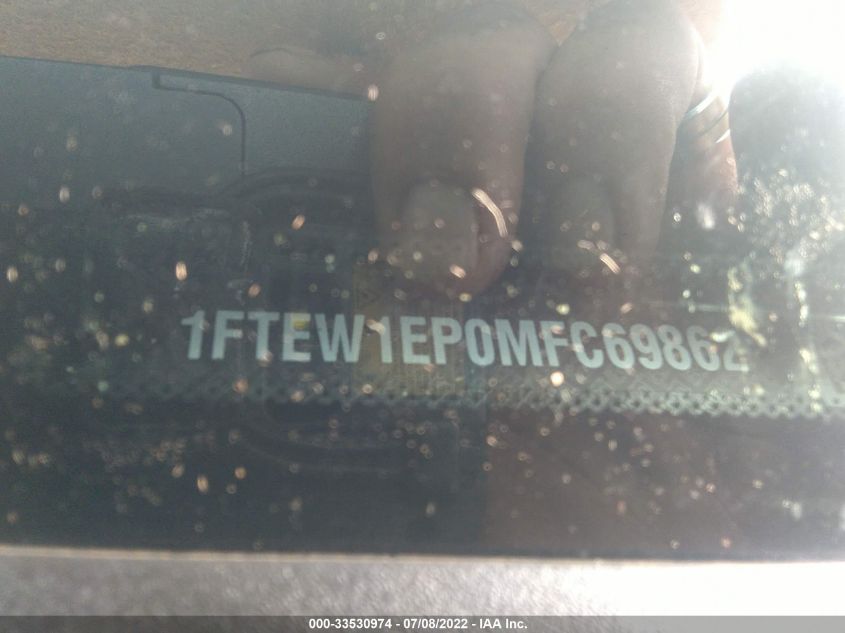 1FTEW1EP0MFC69862
000-33530974 / 07/08/2022 - IAA Inc.